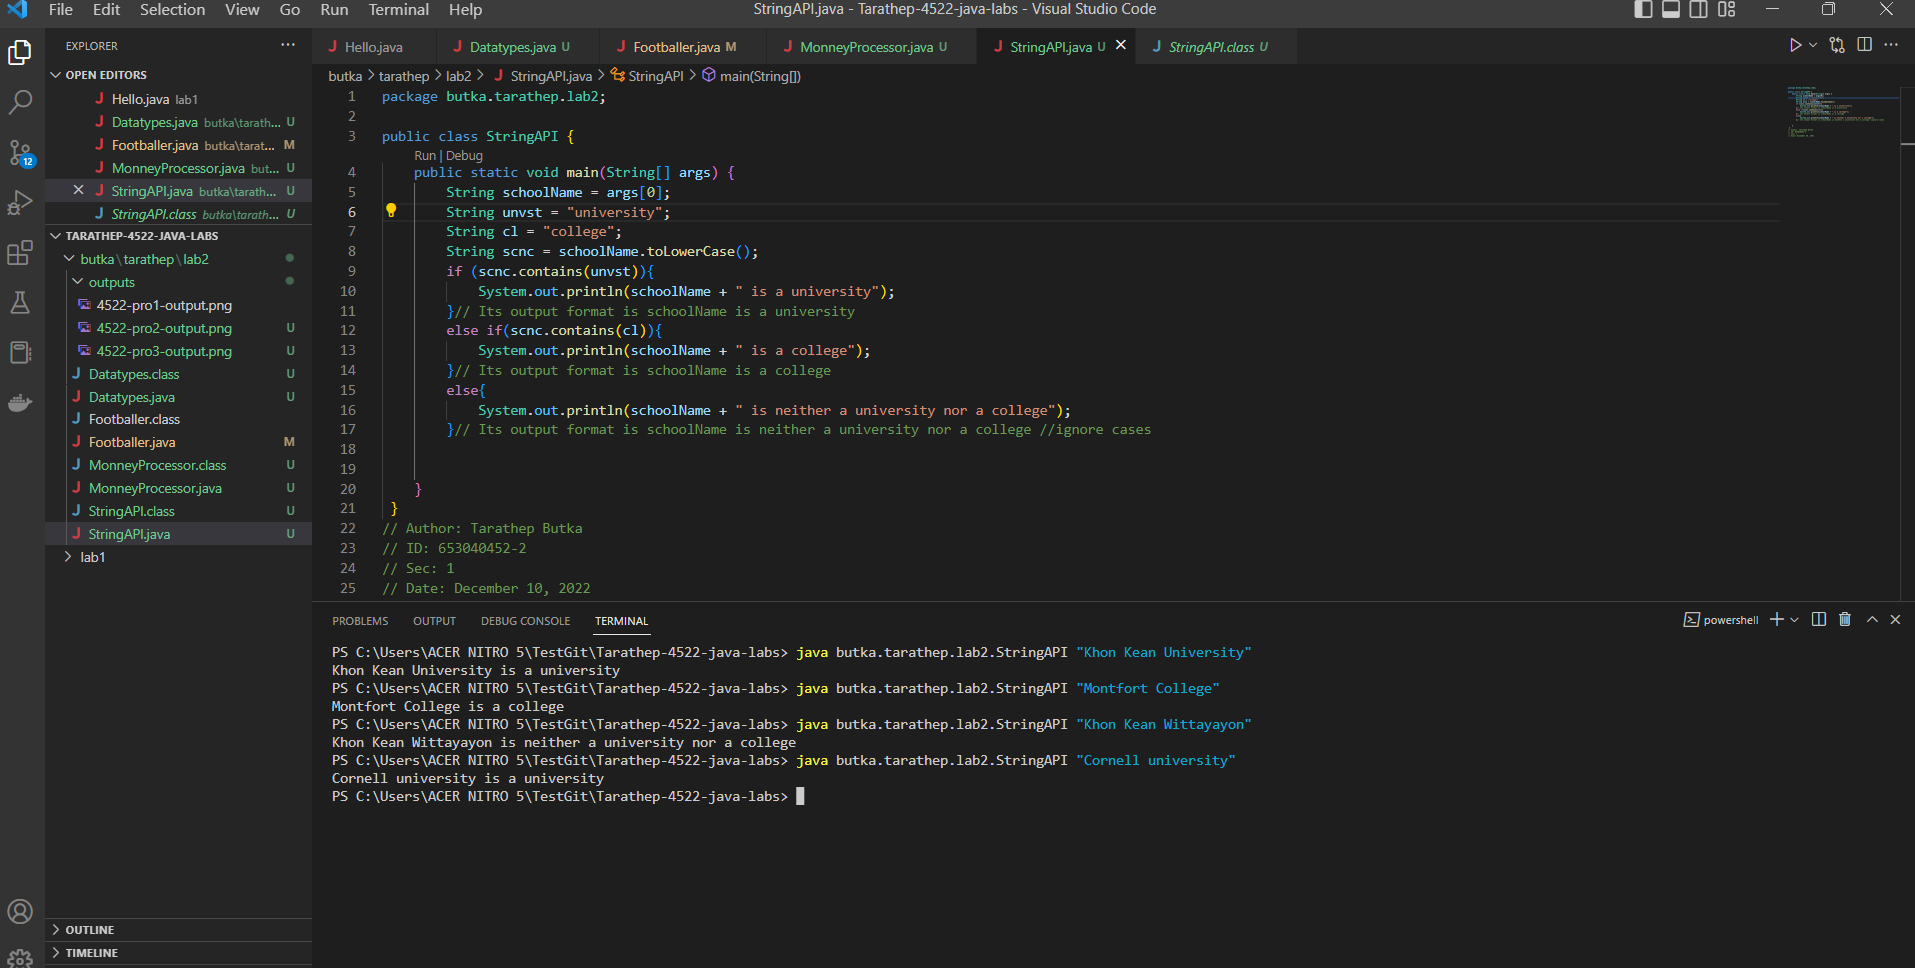 File Edit Selection View Go Run Terminal Help
StringAPI.java - Tarathep-4522-java-labs - Visual Studio Code
EXPLORER
OPEN EDITORS
Hello.java lab1
Datatypes.java butka\tarath... U
Footballer.java butka\tarat... M
MonneyProcessor.java but... U
StringAPI.java butka\tarath... U
StringAPI.class butka\tarath... U
TARATHEP-4522-JAVA-LABS
butka\tarathep\lab2
outputs
4522-pro1-output.png
4522-pro2-output.png U
4522-pro3-output.png U
Datatypes.class U
Datatypes.java U
Footballer.class
Footballer.java M
MonneyProcessor.class U
MonneyProcessor.java U
StringAPI.class U
StringAPI.java U
lab1
OUTLINE
TIMELINE
12
Hello.java Datatypes.java U Footballer.java M MonneyProcessor.java U StringAPI.java U StringAPI.class U
butka > tarathep > lab2 > StringAPI.java > StringAPI > main(String[])
1 package butka.tarathep.lab2;
2
3 public class StringAPI {
Run | Debug
4 public static void main(String[] args) {
5 String schoolName = args[0];
6 String unvst = "university";
7 String cl = "college";
8 String scnc = schoolName.toLowerCase();
9 if (scnc.contains(unvst)){
10 System.out.println(schoolName + " is a university");
11 }// Its output format is schoolName is a university
12 else if(scnc.contains(cl)){
13 System.out.println(schoolName + " is a college");
14 }// Its output format is schoolName is a college
15 else{
16 System.out.println(schoolName + " is neither a university nor a college");
17 }// Its output format is schoolName is neither a university nor a college //ignore cases
18
19
20 }
21 }
22 // Author: Tarathep Butka
23 // ID: 653040452-2
24 // Sec: 1
25 // Date: December 10, 2022
PROBLEMS OUTPUT DEBUG CONSOLE TERMINAL
powershell
PS C:\Users\ACER NITRO 5\TestGit\Tarathep-4522-java-labs> java butka.tarathep.lab2.StringAPI "Khon Kean University"
Khon Kean University is a university
PS C:\Users\ACER NITRO 5\TestGit\Tarathep-4522-java-labs> java butka.tarathep.lab2.StringAPI "Montfort College"
Montfort College is a college
PS C:\Users\ACER NITRO 5\TestGit\Tarathep-4522-java-labs> java butka.tarathep.lab2.StringAPI "Khon Kean Wittayayon"
Khon Kean Wittayayon is neither a university nor a college
PS C:\Users\ACER NITRO 5\TestGit\Tarathep-4522-java-labs> java butka.tarathep.lab2.StringAPI "Cornell university"
Cornell university is a university
PS C:\Users\ACER NITRO 5\TestGit\Tarathep-4522-java-labs>